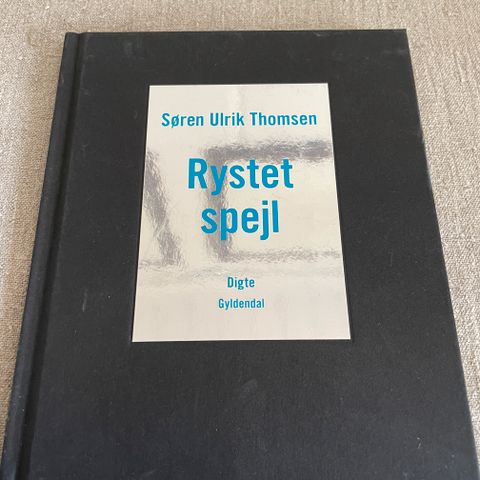 Søren Ulrik Thomsen
Rystet
spejl
Digte
Gyldendal